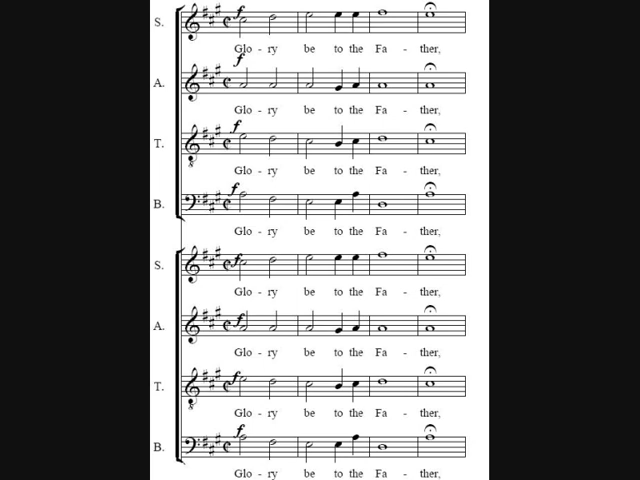 S.
Glo - ry be to the Fa - ther,
A.
Glo - ry be to the Fa - ther,
T.
Glo - ry be to the Fa - ther,
B.
Glo - ry be to the Fa - ther,
S.
Glo - ry be to the Fa - ther,
A.
Glo - ry be to the Fa - ther,
T.
Glo - ry be to the Fa - ther,
B.
Glo - ry be to the Fa - ther,